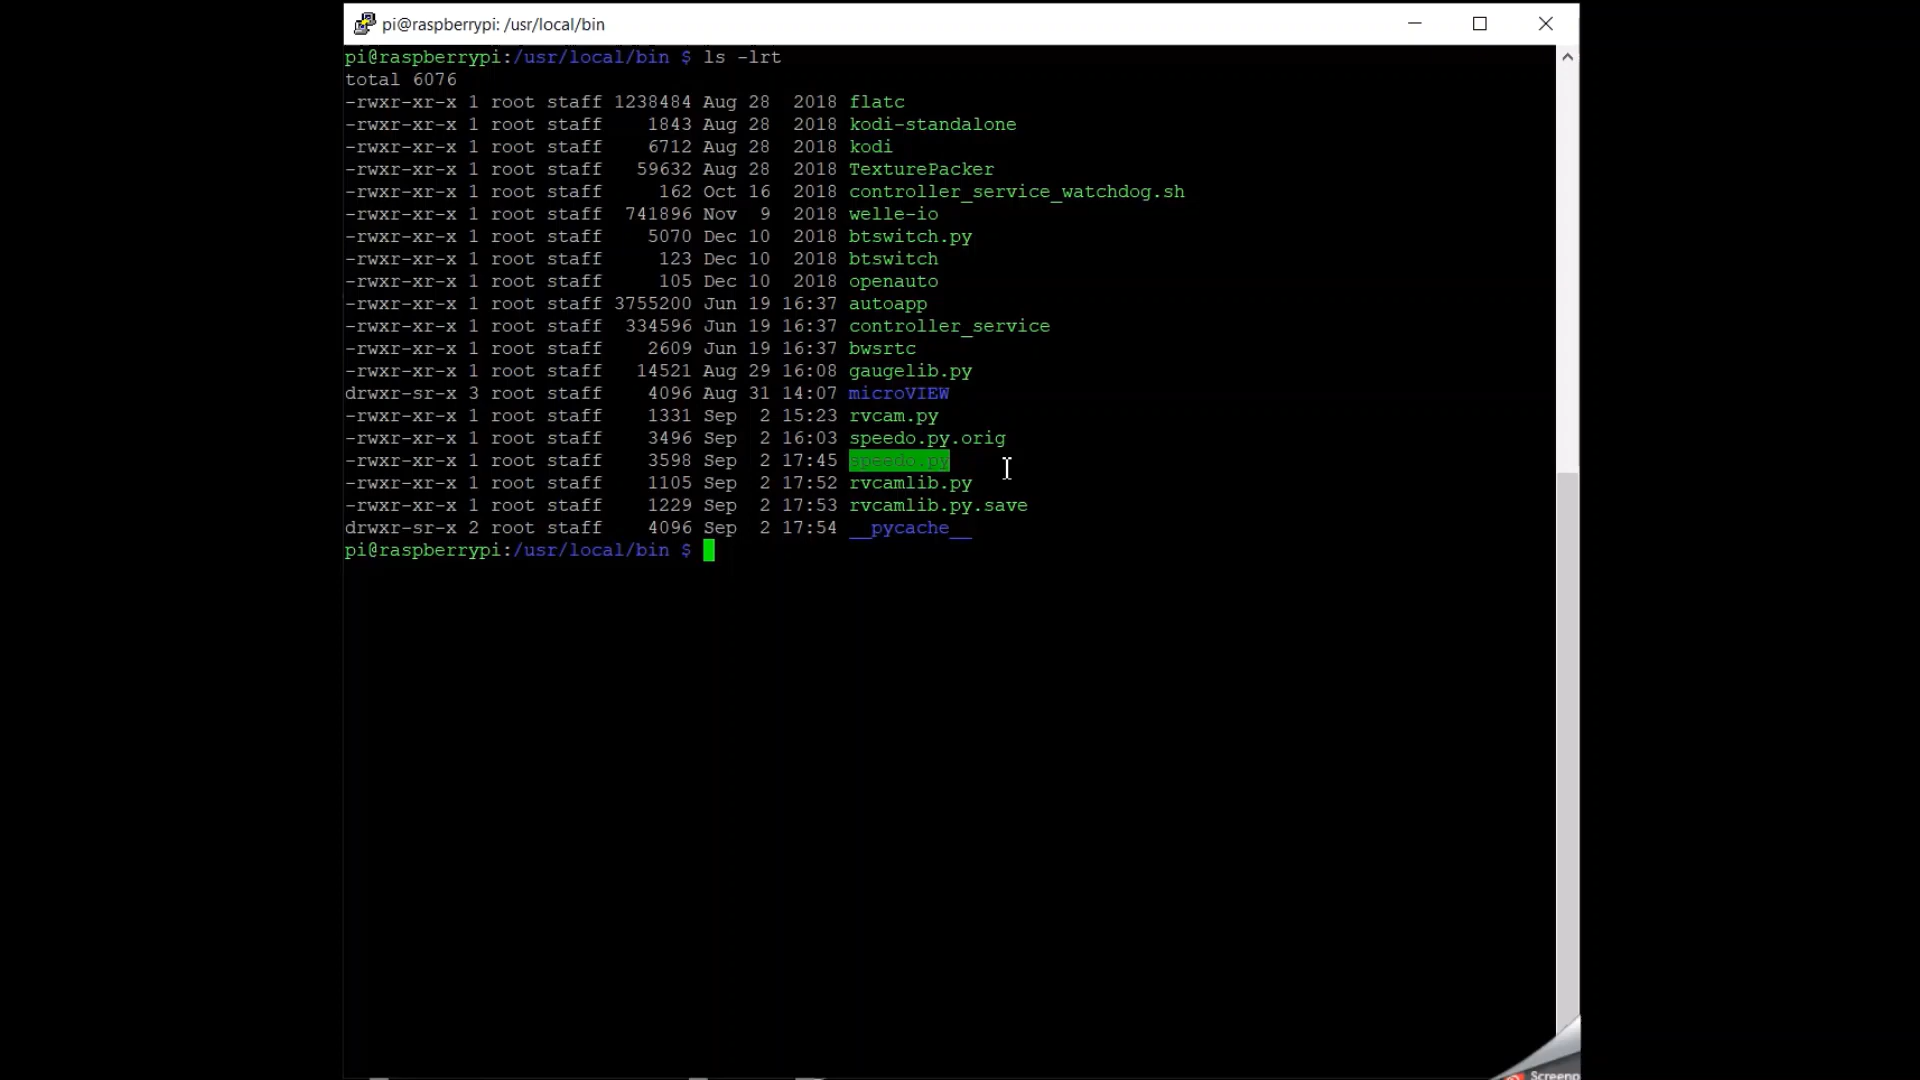 pi@raspberrypi: /usr/local/bin
pi@raspberrypi:/usr/local/bin $ ls -lrt
total 6076
-rwxr-xr-x 1 root staff 1238484 Aug 28  2018 flatc
-rwxr-xr-x 1 root staff    1843 Aug 28  2018 kodi-standalone
-rwxr-xr-x 1 root staff    6712 Aug 28  2018 kodi
-rwxr-xr-x 1 root staff   59632 Aug 28  2018 TexturePacker
-rwxr-xr-x 1 root staff     162 Oct 16  2018 controller_service_watchdog.sh
-rwxr-xr-x 1 root staff  741896 Nov  9  2018 welle-io
-rwxr-xr-x 1 root staff    5070 Dec 10  2018 btswitch.py
-rwxr-xr-x 1 root staff     123 Dec 10  2018 btswitch
-rwxr-xr-x 1 root staff     105 Dec 10  2018 openauto
-rwxr-xr-x 1 root staff 3755200 Jun 19 16:37 autoapp
-rwxr-xr-x 1 root staff  334596 Jun 19 16:37 controller_service
-rwxr-xr-x 1 root staff    2609 Jun 19 16:37 bwsrtc
-rwxr-xr-x 1 root staff   14521 Aug 29 16:08 gaugelib.py
drwxr-sr-x 3 root staff    4096 Aug 31 14:07 microVIEW
-rwxr-xr-x 1 root staff    1331 Sep  2 15:23 rvcam.py
-rwxr-xr-x 1 root staff    3496 Sep  2 16:03 speedo.py.orig
-rwxr-xr-x 1 root staff    3598 Sep  2 17:45 speedo.py
-rwxr-xr-x 1 root staff    1105 Sep  2 17:52 rvcamlib.py
-rwxr-xr-x 1 root staff    1229 Sep  2 17:53 rvcamlib.py.save
drwxr-sr-x 2 root staff    4096 Sep  2 17:54 __pycache__
pi@raspberrypi:/usr/local/bin $